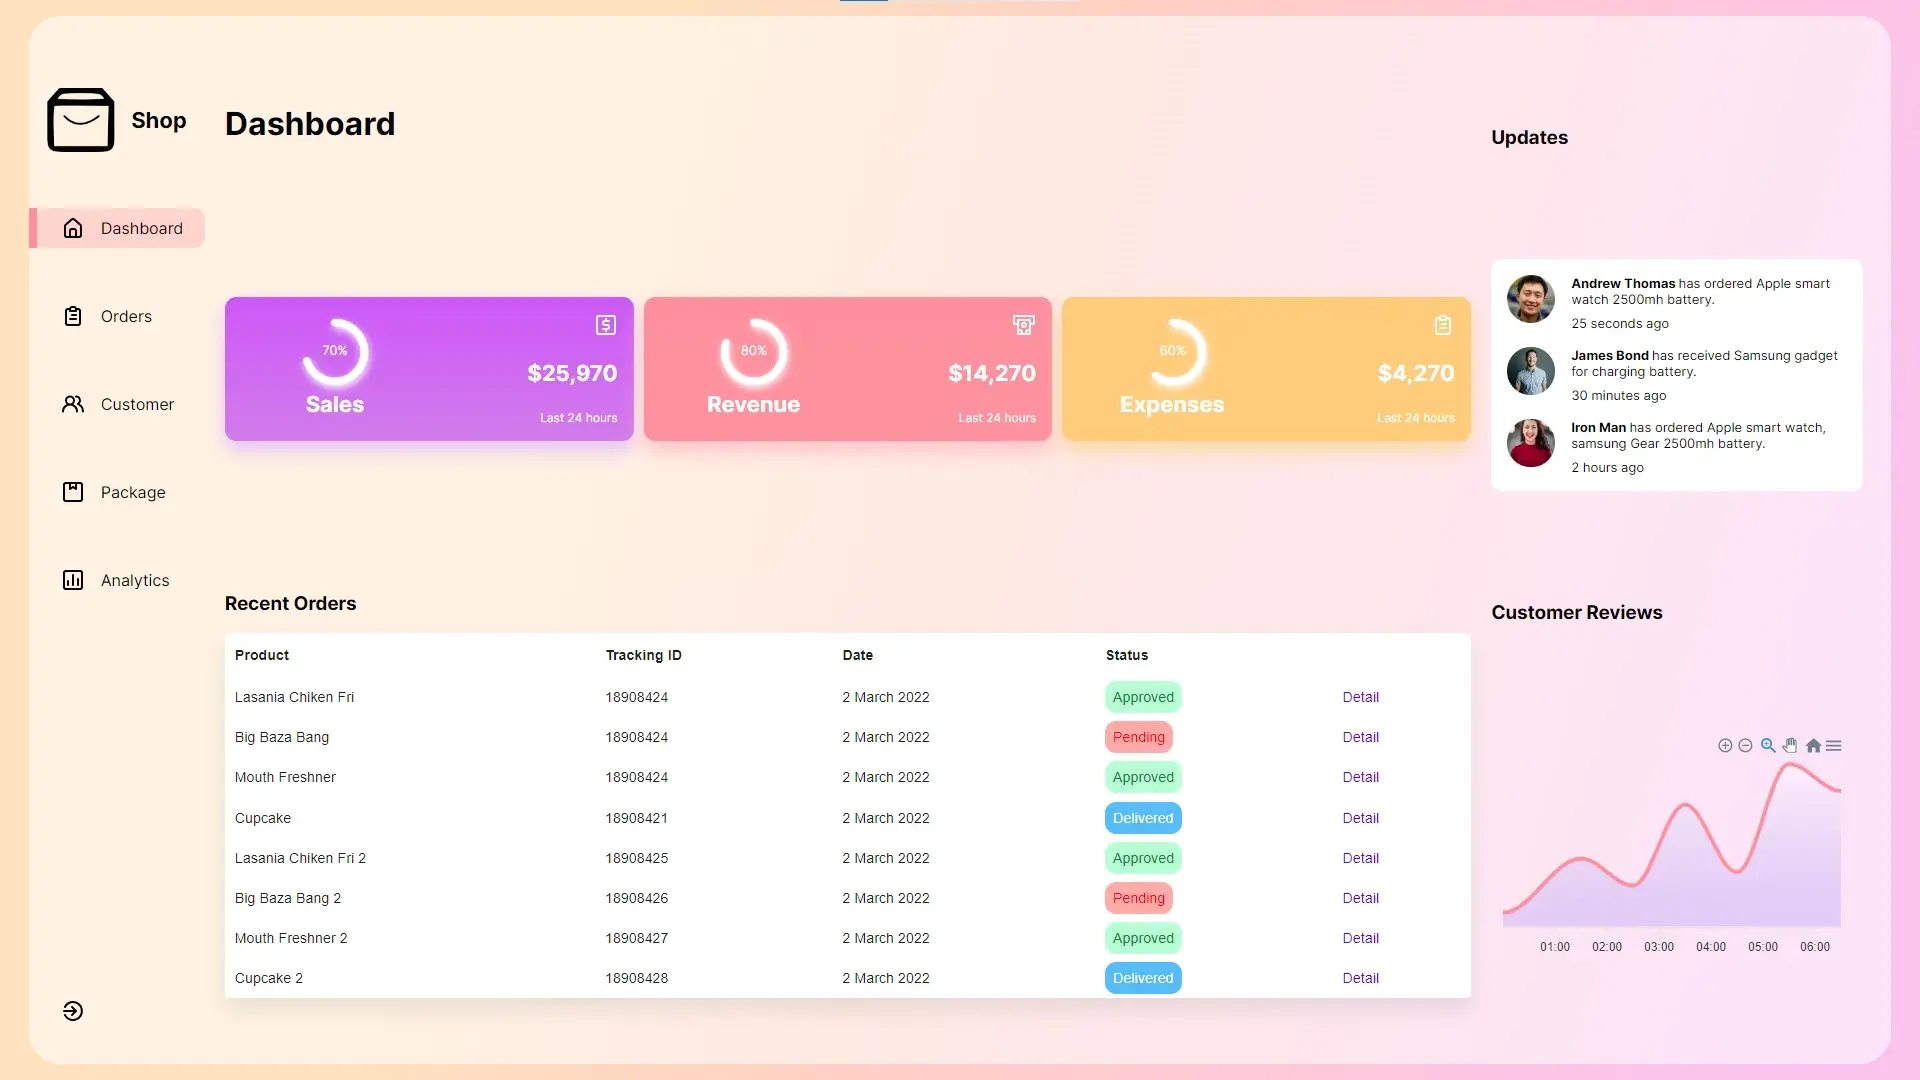 Shop
Dashboard
Orders
Customer
Package
Analytics
Dashboard
70%
Sales
$25,970
Last 24 hours
80%
Revenue
$14,270
Last 24 hours
60%
Expenses
$4,270
Last 24 hours
Recent Orders
Product Tracking ID Date Status
Lasania Chiken Fri 18908424 2 March 2022 Approved Detail
Big Baza Bang 18908424 2 March 2022 Pending Detail
Mouth Freshner 18908424 2 March 2022 Approved Detail
Cupcake 18908421 2 March 2022 Delivered Detail
Lasania Chiken Fri 2 18908425 2 March 2022 Approved Detail
Big Baza Bang 2 18908426 2 March 2022 Pending Detail
Mouth Freshner 2 18908427 2 March 2022 Approved Detail
Cupcake 2 18908428 2 March 2022 Delivered Detail
Updates
Andrew Thomas has ordered Apple smart
watch 2500mh battery.
25 seconds ago
James Bond has received Samsung gadget
for charging battery.
30 minutes ago
Iron Man has ordered Apple smart watch,
samsung Gear 2500mh battery.
2 hours ago
Customer Reviews
01:00 02:00 03:00 04:00 05:00 06:00